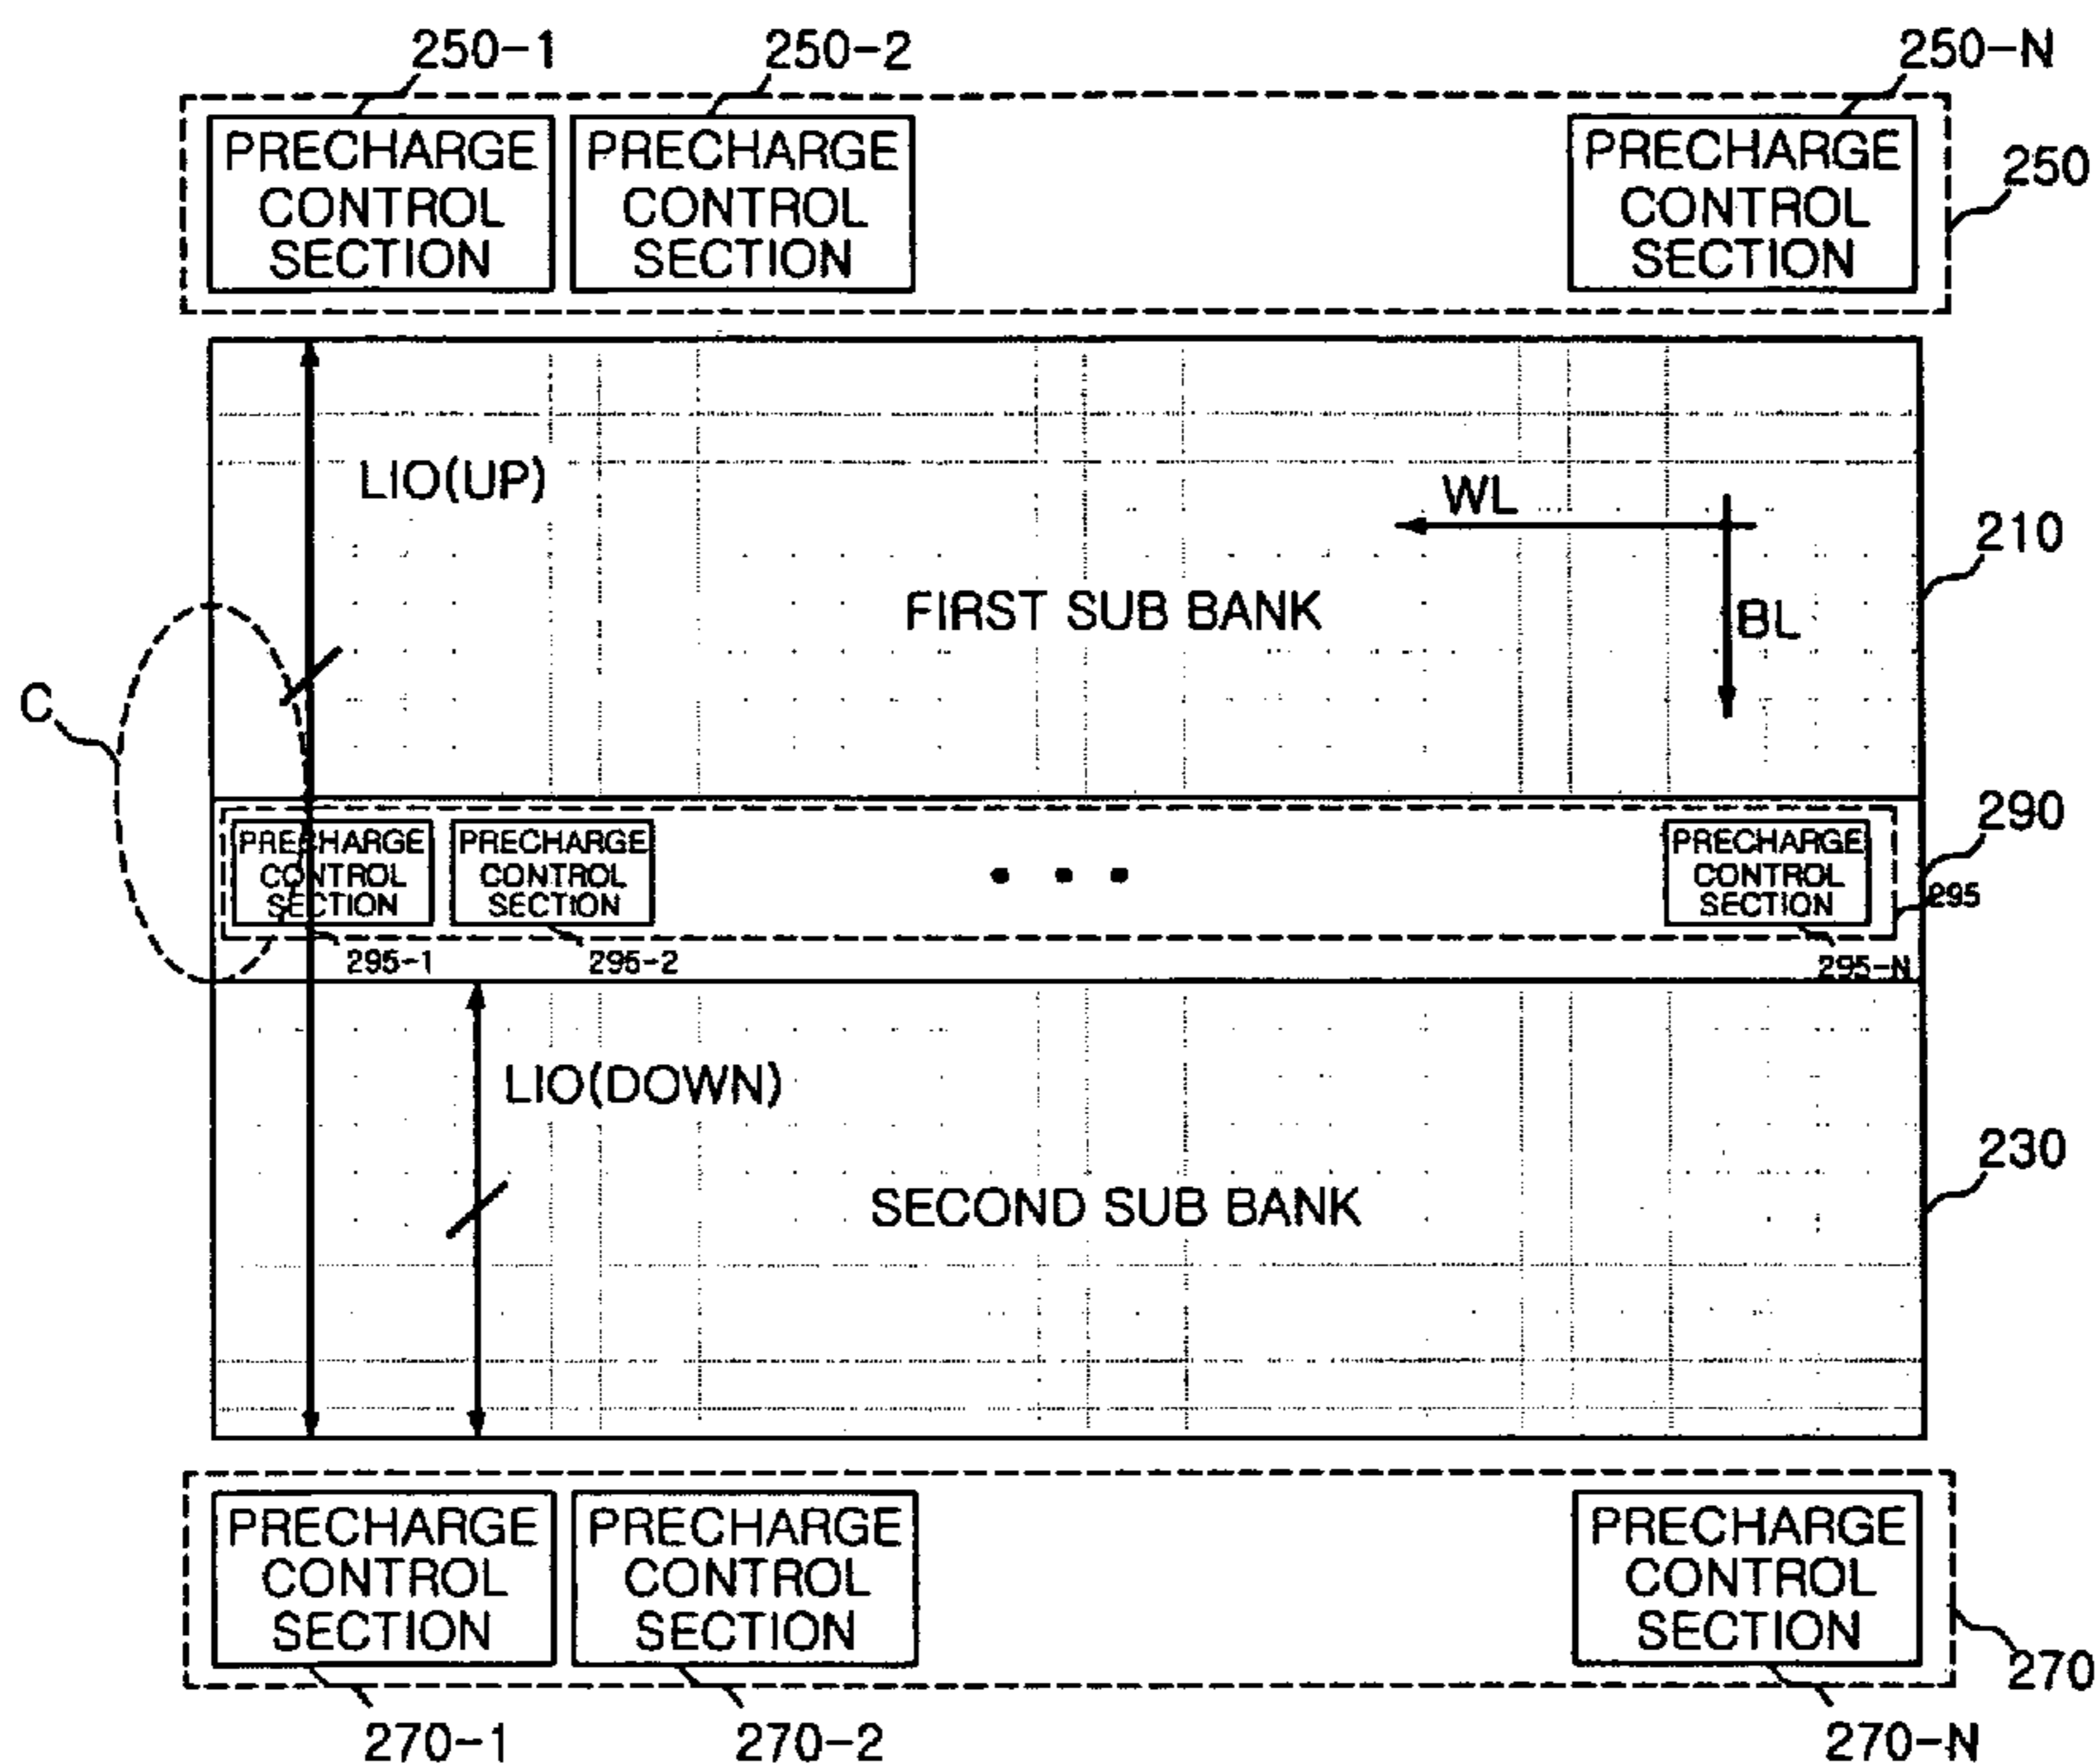 250-1
250-2
250-N
PRECHARGE
CONTROL
SECTION
PRECHARGE
CONTROL
SECTION
PRECHARGE
CONTROL
SECTION
250
LIO(UP)
WL
BL
FIRST SUB BANK
210
C
PRECHARGE
CONTROL
SECTION
PRECHARGE
CONTROL
SECTION
PRECHARGE
CONTROL
SECTION
290
295
295-1
295-2
295-N
LIO(DOWN)
SECOND SUB BANK
230
PRECHARGE
CONTROL
SECTION
PRECHARGE
CONTROL
SECTION
PRECHARGE
CONTROL
SECTION
270
270-1
270-2
270-N